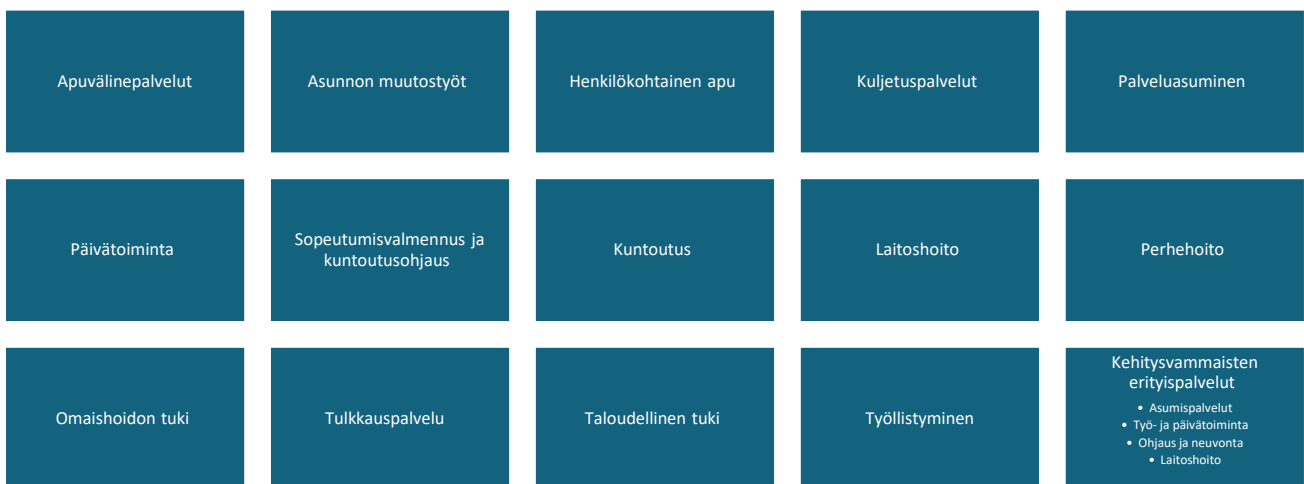 Apuvälinepalvelut
Asunnon muutostyöt
Henkilökohtainen apu
Kuljetuspalvelut
Palveluasuminen
Päivätoiminta
Sopeutumisvalmennus ja
kuntoutusohjaus
Kuntoutus
Laitoshoito
Perhehoito
Omaishoidon tuki
Tulkkauspalvelu
Taloudellinen tuki
Työllistyminen
Kehitysvammaisten
erityispalvelut
• Asumispalvelut
• Työ- ja päivätoiminta
• Ohjaus ja neuvonta
• Laitoshoito